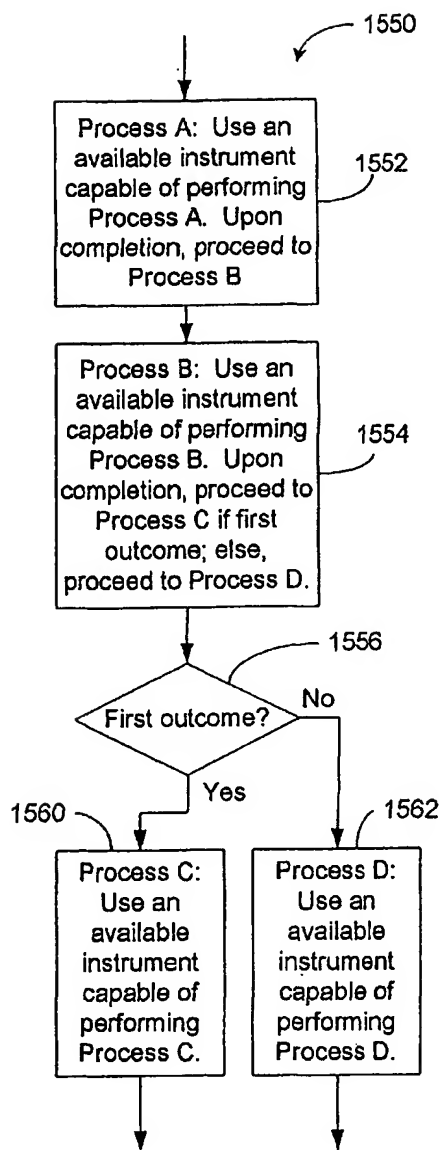 1550
Process A: Use an
available instrument
capable of performing
Process A. Upon
completion, proceed to
Process B
1552
Process B: Use an
available instrument
capable of performing
Process B. Upon
completion, proceed to
Process C if first
outcome; else,
proceed to Process D.
1554
1556
First outcome?
No
Yes
1560
Process C:
Use an
available
instrument
capable of
performing
Process C.
1562
Process D:
Use an
available
instrument
capable of
performing
Process D.